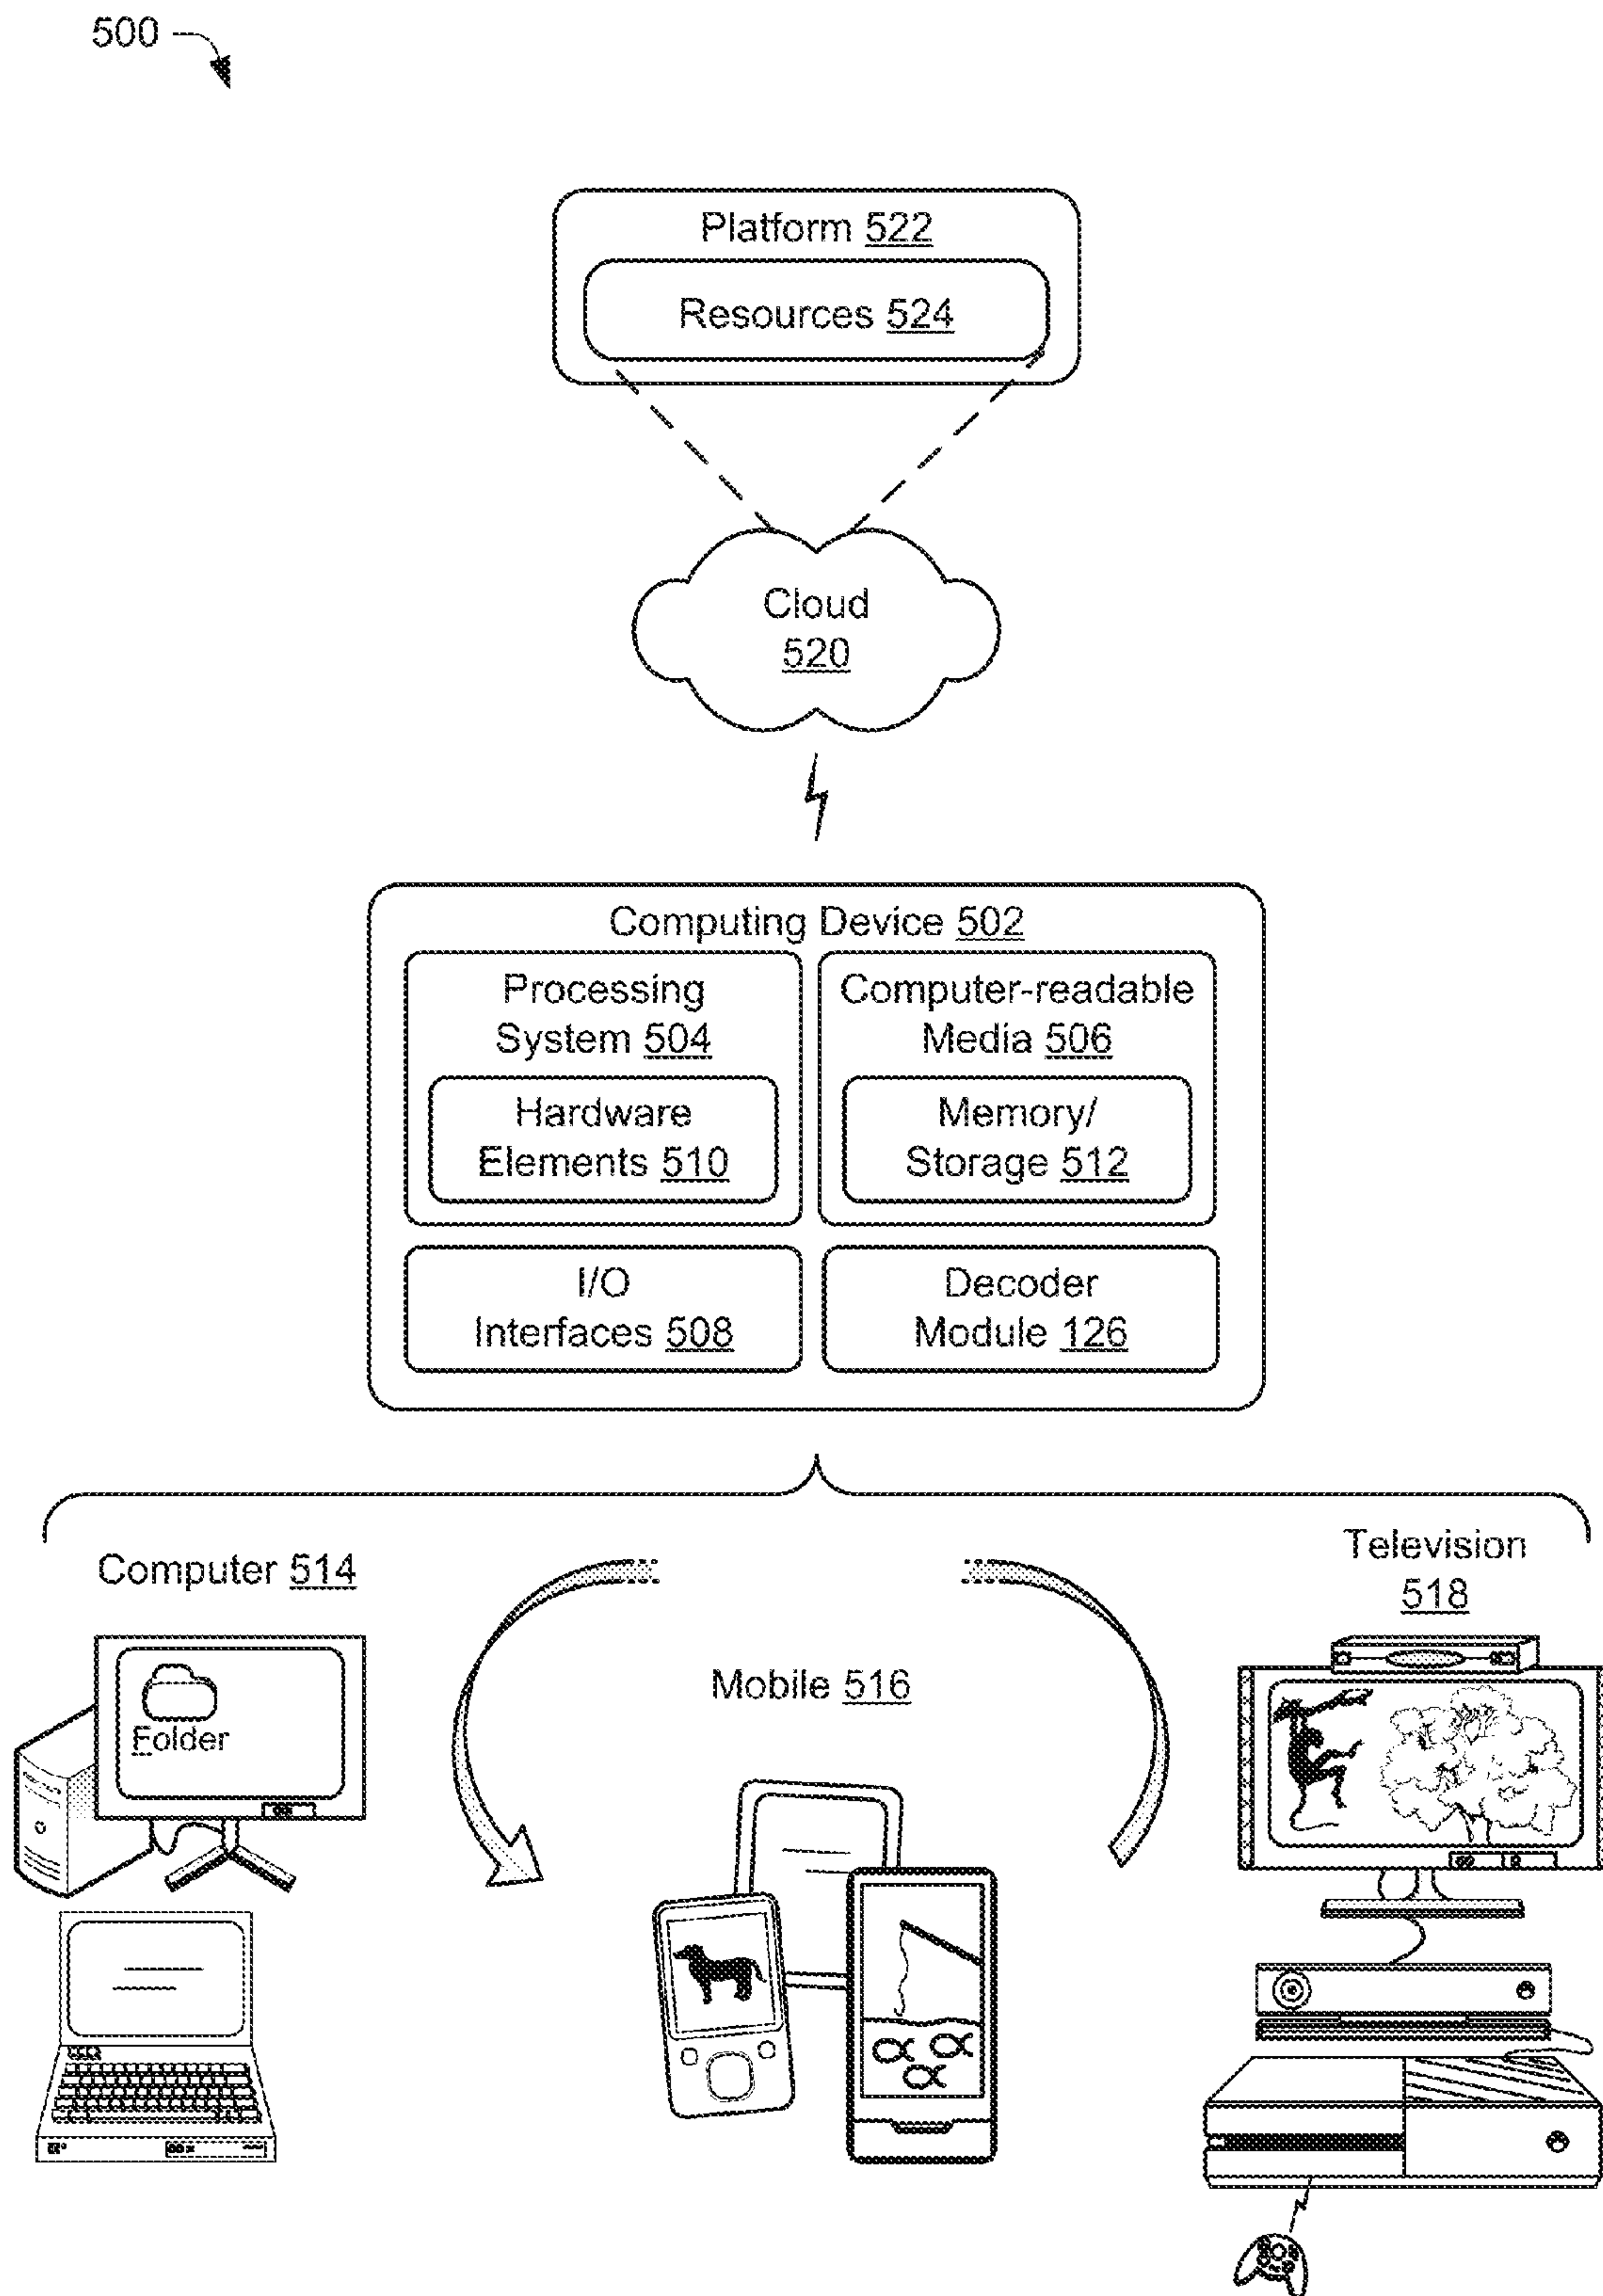 500
Platform 522
Resources 524
Cloud
520
Computing Device 502
Processing
System 504
Hardware
Elements 510
Computer-readable
Media 506
Memory/
Storage 512
I/O
Interfaces 508
Decoder
Module 126
Computer 514
Mobile 516
Television
518
Folder